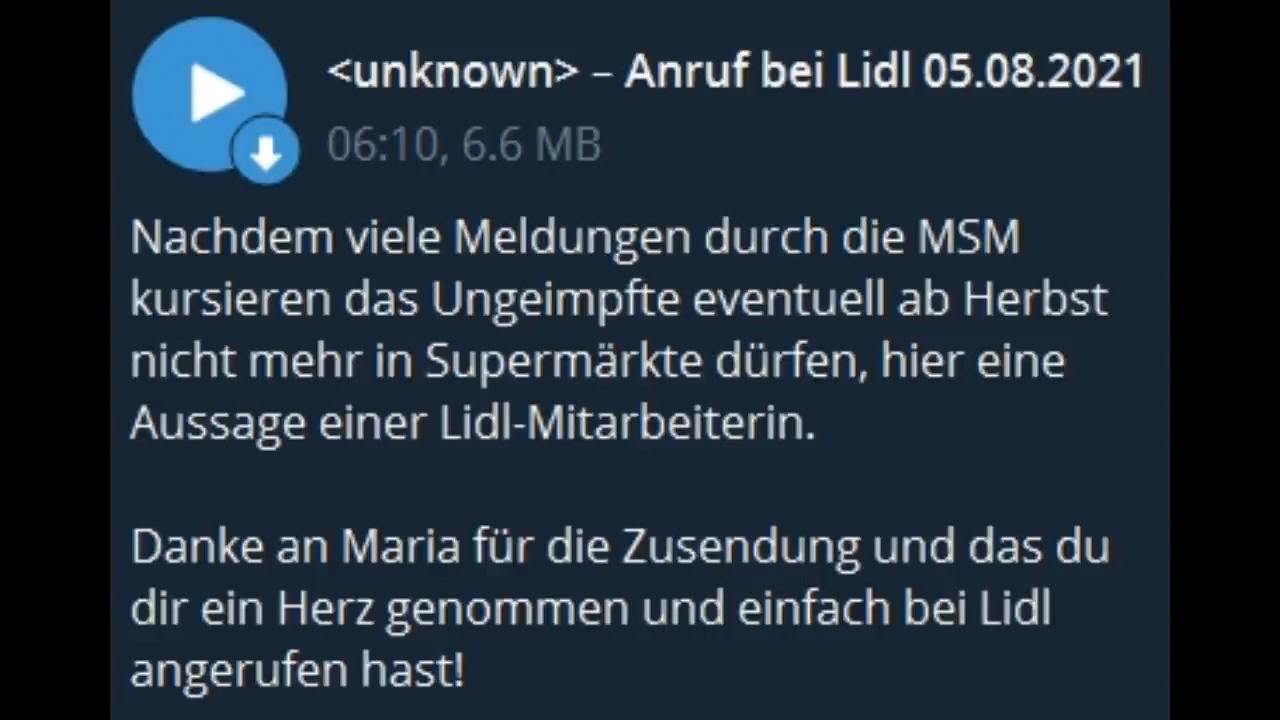 <unknown> – Anruf bei Lidl 05.08.2021
06:10, 6.6 MB
Nachdem viele Meldungen durch die MSM
kursieren das Ungeimpfte eventuell ab Herbst
nicht mehr in Supermärkte dürfen, hier eine
Aussage einer Lidl-Mitarbeiterin.
Danke an Maria für die Zusendung und das du
dir ein Herz genommen und einfach bei Lidl
angerufen hast!